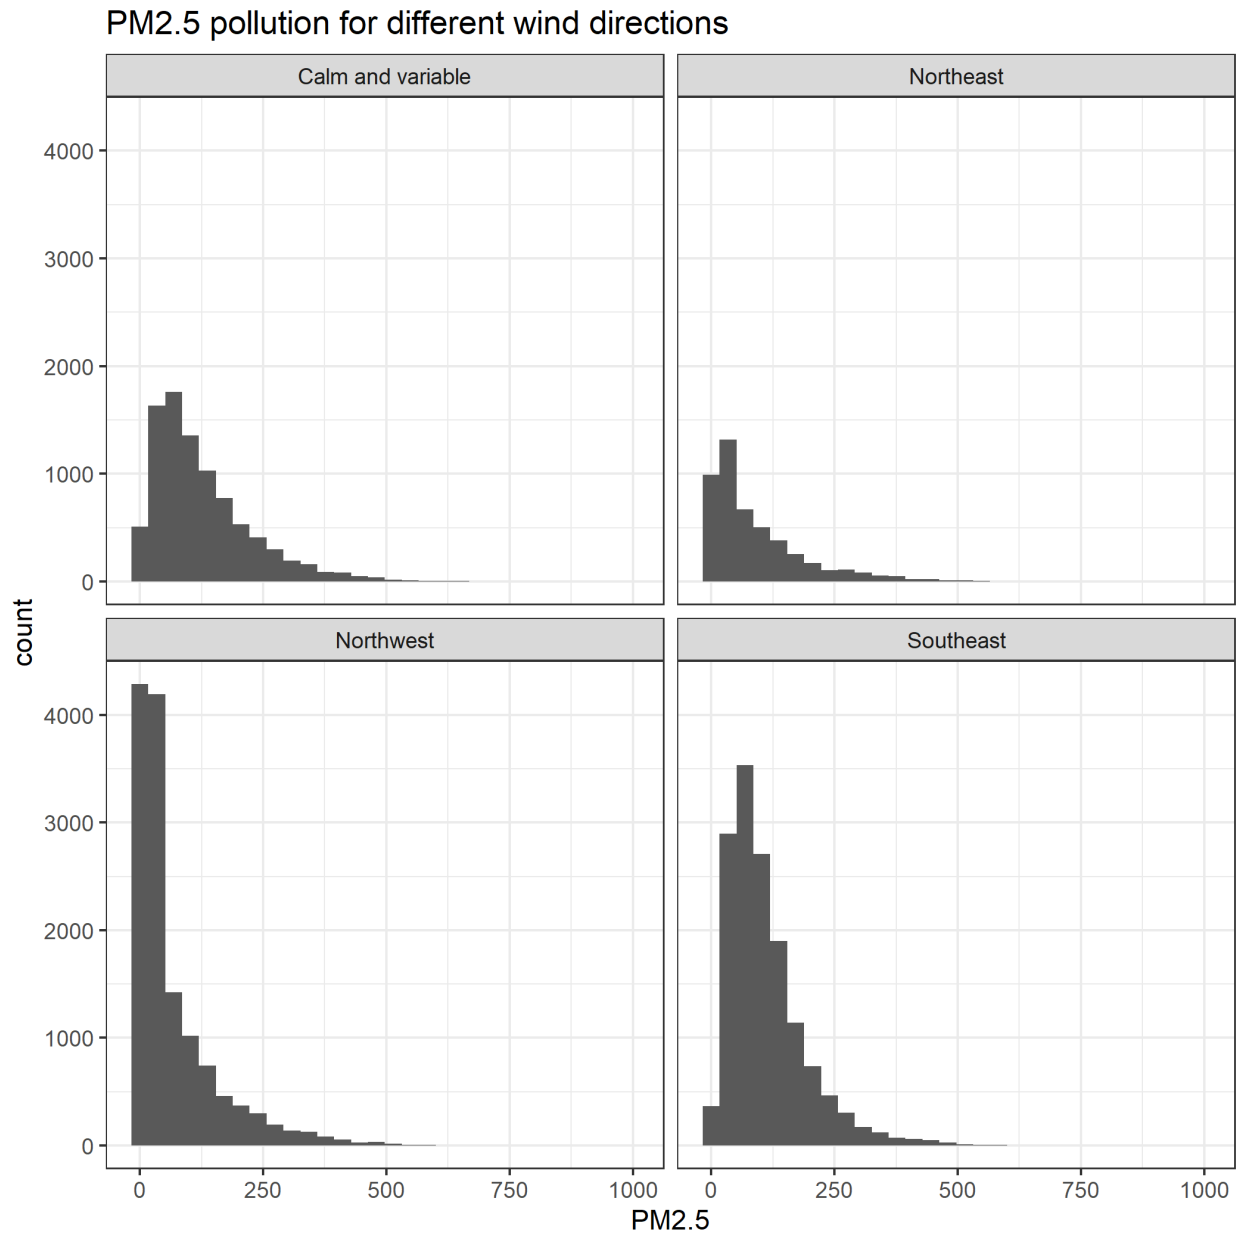 PM2.5 pollution for different wind directions
Calm and variable
Northeast
4000
3000
2000
1000
0
Northwest
Southeast
4000
3000
2000
1000
0
0 250 500 750 1000
0 250 500 750 1000
PM2.5
count